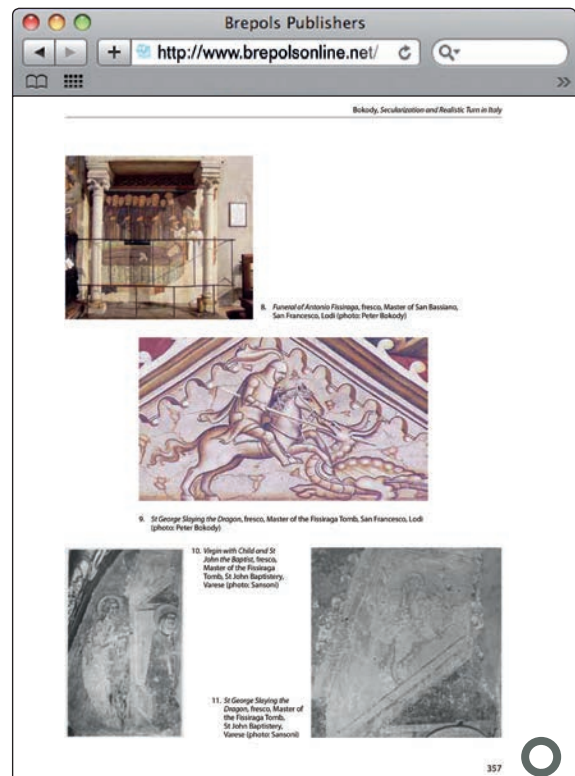 Brepols Publishers
http://www.brepolsonline.net/
Bokody, Secularization and Realistic Turn in Italy
8. Funeral of Antonio Fissiraga, fresco, Master of San Bassiano,
San Francesco, Lodi (photo: Peter Bokody)
9. St George Slaying the Dragon, fresco, Master of the Fissiraga Tomb, San Francesco, Lodi
(photo: Peter Bokody)
10. Virgin with Child and St
John the Baptist, fresco,
Master of the Fissiraga
Tomb, St John Baptistery,
Varese (photo: Sansoni)
11. St George Slaying the
Dragon, fresco, Master of
the Fissiraga Tomb,
St John Baptistery,
Varese (photo: Sansoni)
357